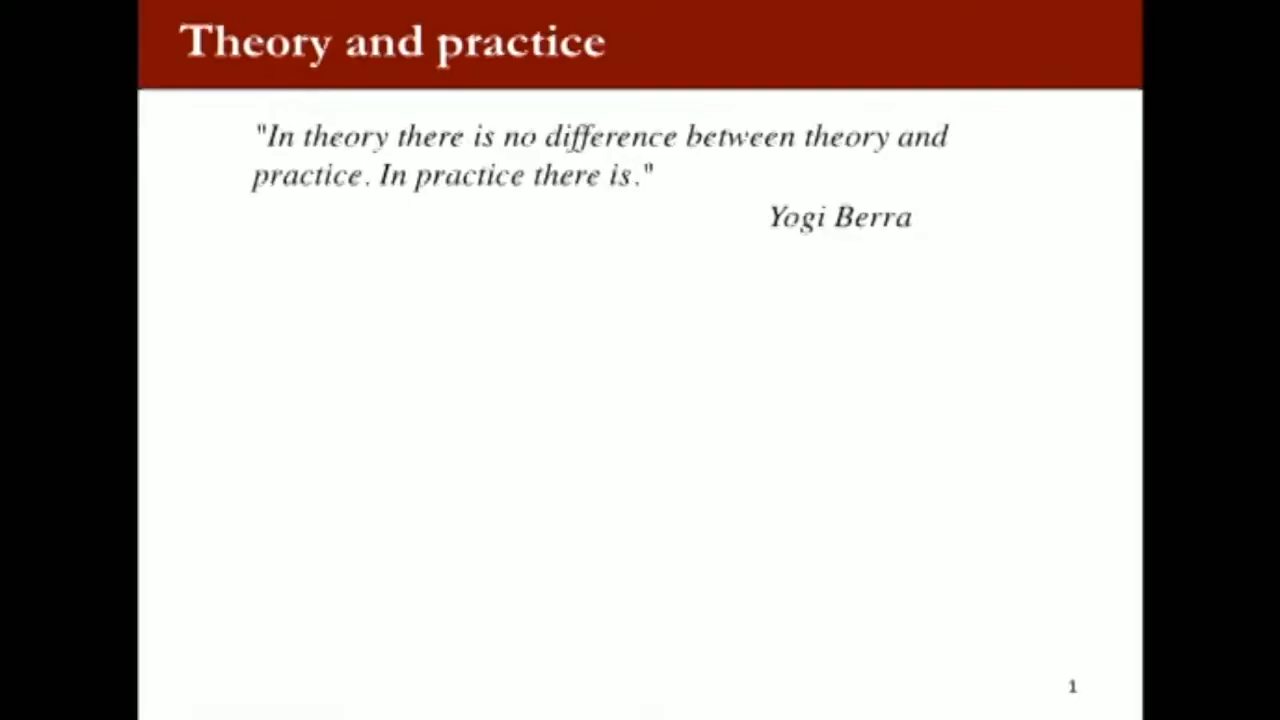 Theory and practice
"In theory there is no difference between theory and
practice. In practice there is."
Yogi Berra
1